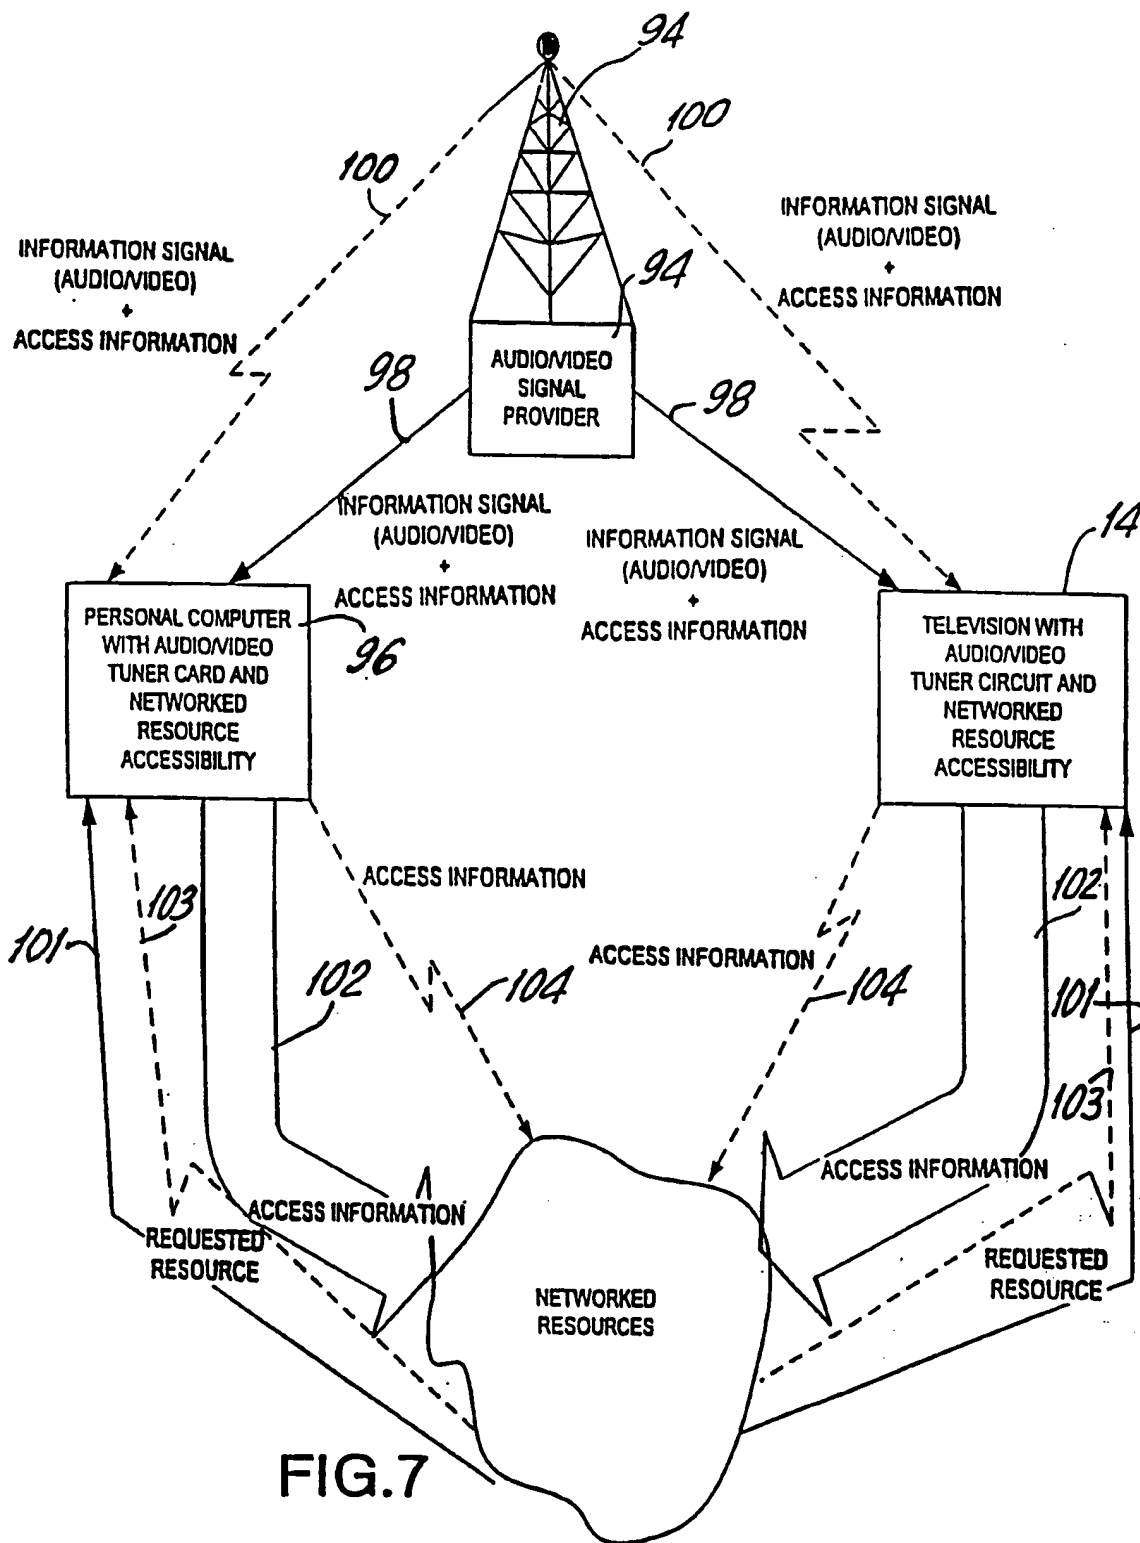 94
100
100
INFORMATION SIGNAL
(AUDIO/VIDEO)
+
ACCESS INFORMATION
INFORMATION SIGNAL
(AUDIO/VIDEO)
+
ACCESS INFORMATION
94
AUDIO/VIDEO
SIGNAL
PROVIDER
98
98
INFORMATION SIGNAL
(AUDIO/VIDEO)
+
ACCESS INFORMATION
INFORMATION SIGNAL
(AUDIO/VIDEO)
+
ACCESS INFORMATION
14
PERSONAL COMPUTER
WITH AUDIO/VIDEO
TUNER CARD AND
NETWORKED
RESOURCE
ACCESSIBILITY
96
TELEVISION WITH
AUDIO/VIDEO
TUNER CIRCUIT AND
NETWORKED
RESOURCE
ACCESSIBILITY
ACCESS INFORMATION
ACCESS INFORMATION
101
103
102
104
104
102
101
103
ACCESS INFORMATION
ACCESS INFORMATION
REQUESTED
RESOURCE
REQUESTED
RESOURCE
NETWORKED
RESOURCES
FIG.7